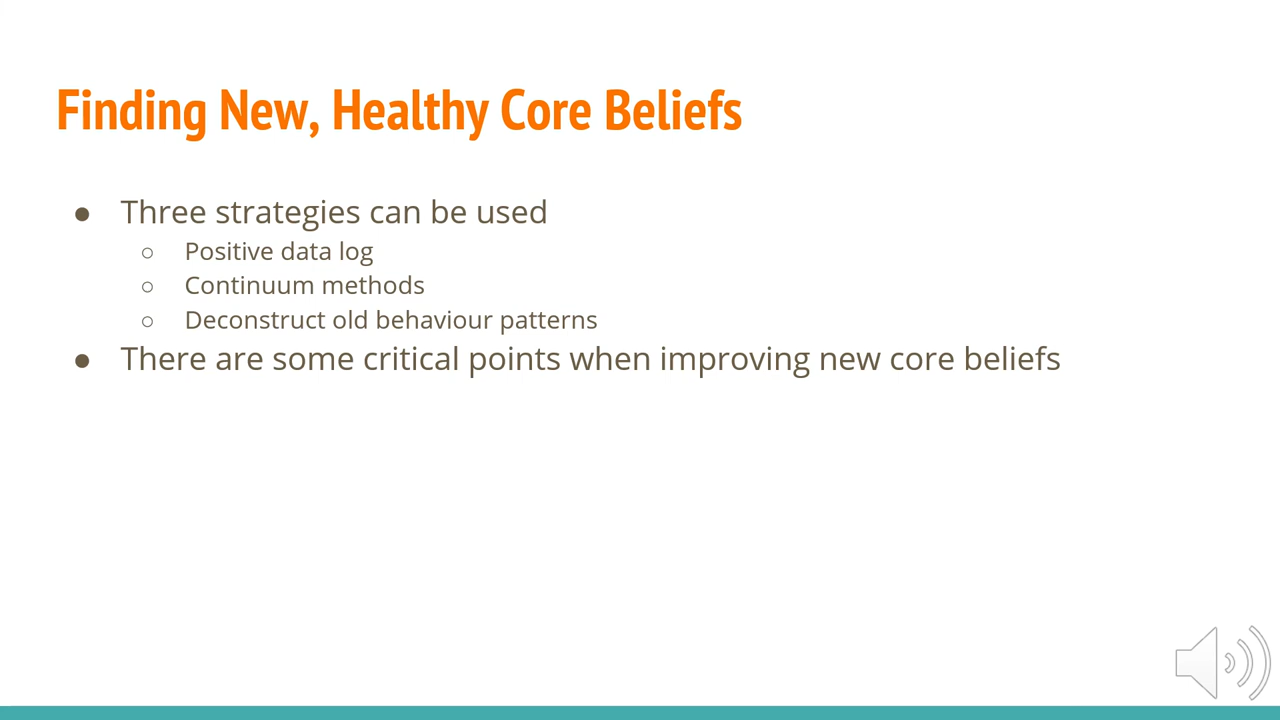 Finding New, Healthy Core Beliefs
● Three strategies can be used
○ Positive data log
○ Continuum methods
○ Deconstruct old behaviour patterns
● There are some critical points when improving new core beliefs